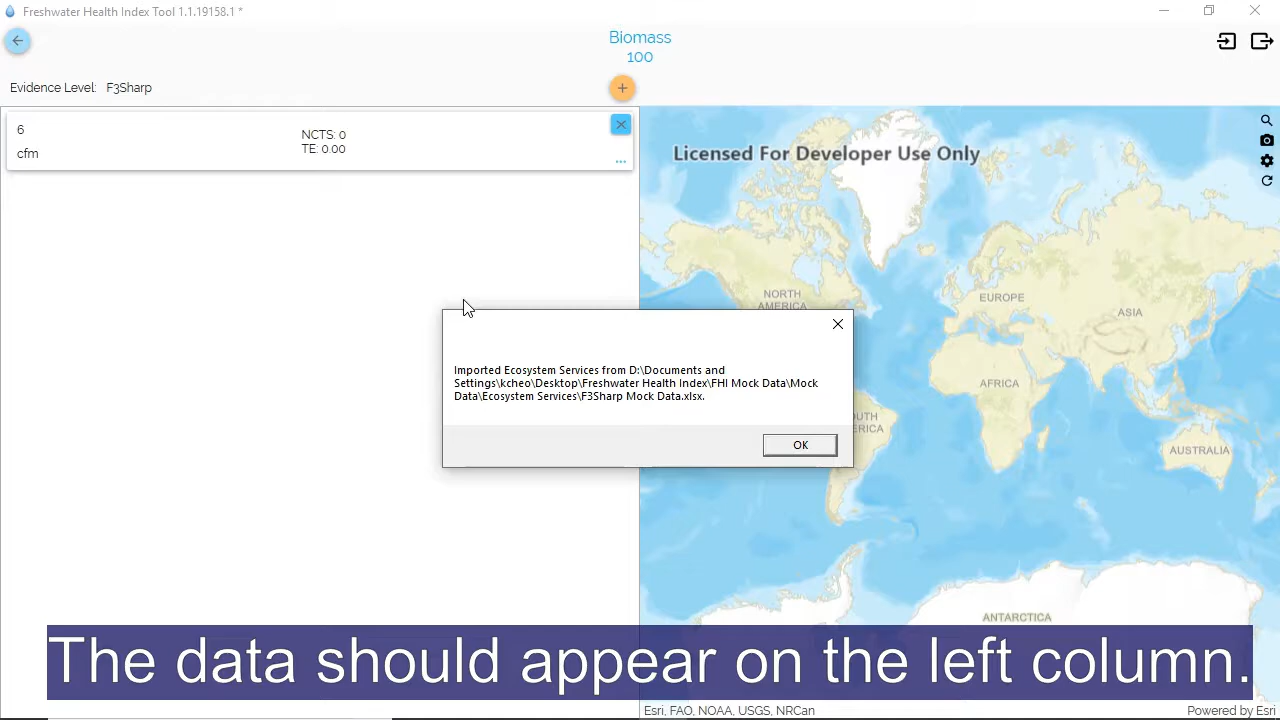 Freshwater Health Index Tool 1.1.19158.1 *
Biomass
100
Evidence Level: F3Sharp
6
cfm
NCTS: 0
TE: 0.00
Licensed For Developer Use Only
NORTH
AMERICA
EUROPE
ASIA
AFRICA
OUTH
ERICA
AUSTRALIA
ANTARCTICA
Imported Ecosystem Services from D:\Documents and
Settings\kcheo\Desktop\Freshwater Health Index\FHI Mock Data\Mock
Data\Ecosystem Services\F3Sharp Mock Data.xlsx.
OK
The data should appear on the left column.
Esri, FAO, NOAA, USGS, NRCan
Powered by Esri